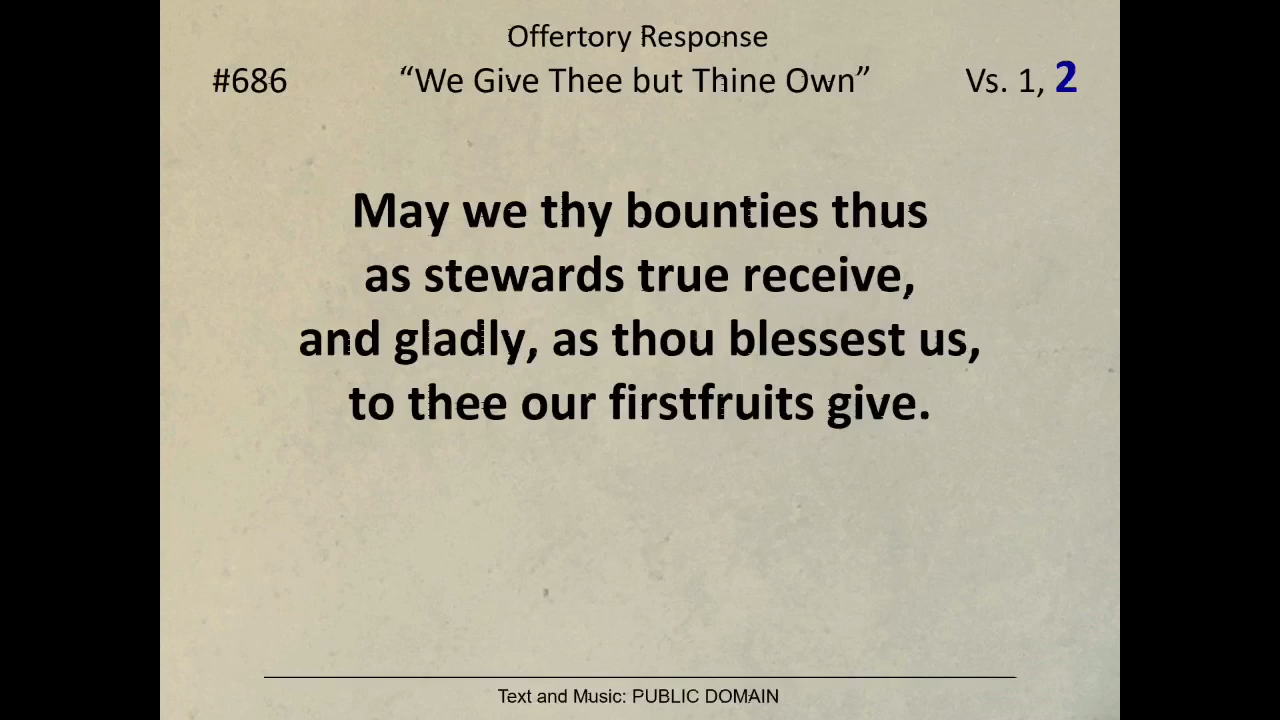 Offertory Response
#686 “We Give Thee but Thine Own” Vs. 1, 2
May we thy bounties thus
as stewards true receive,
and gladly, as thou blessest us,
to thee our firstfruits give.
Text and Music: PUBLIC DOMAIN